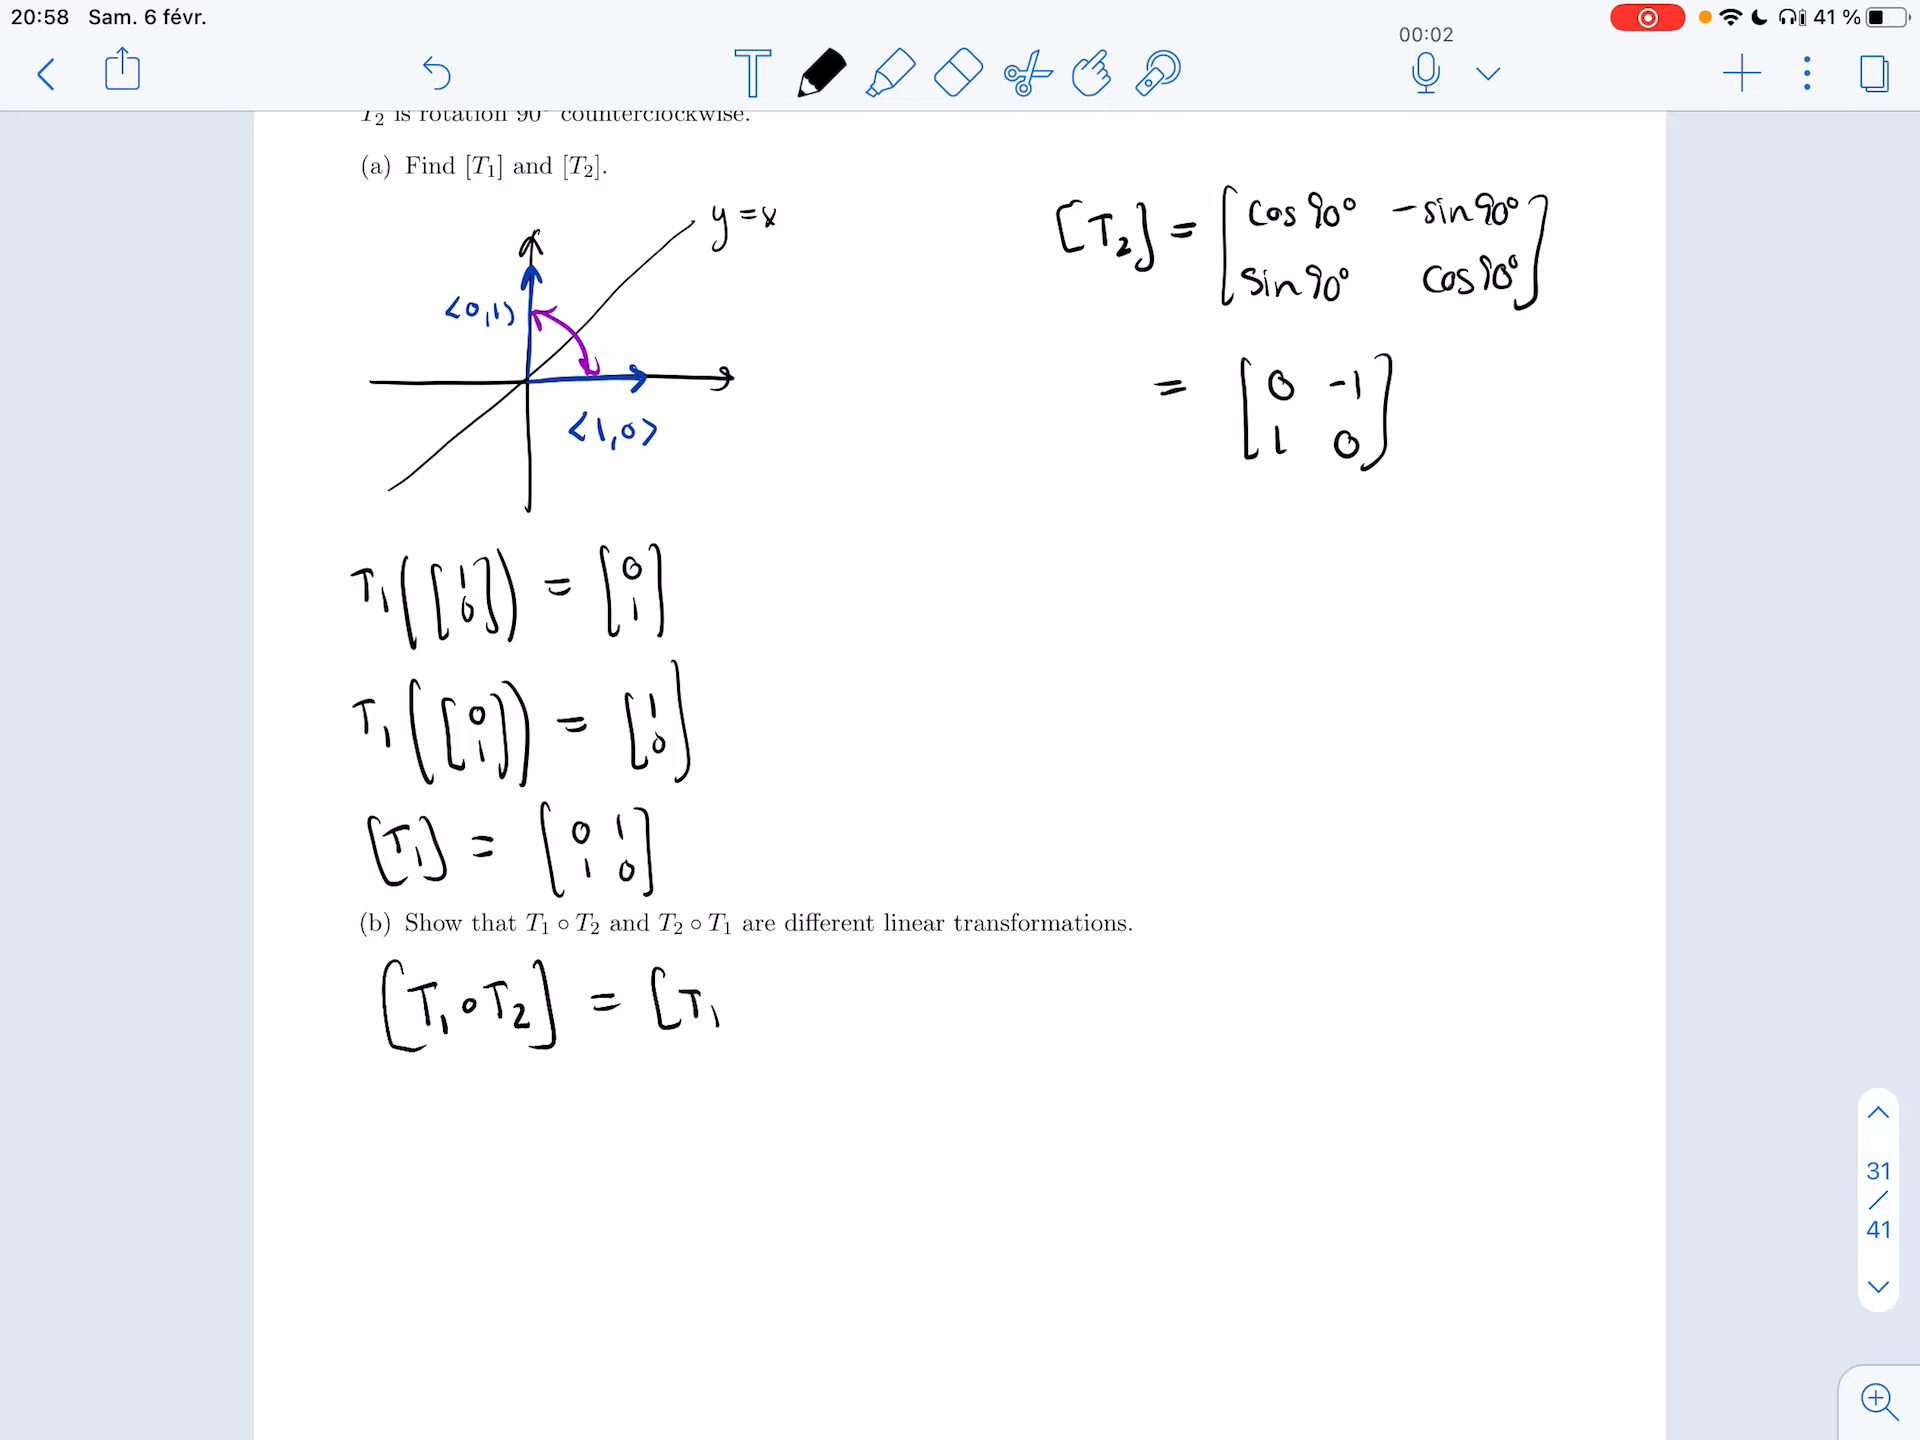 20:58 Sam. 6 févr.
41 %
00:02
T₂ is rotation 90° counterclockwise.
(a) Find [T₁] and [T₂].
y = x
<0,1>
<1,0>
[T₂] = [cos 90° -sin 90°
sin 90° cos 90°]
= [0 -1
1 0]
T₁([1
0]) = [0
1]
T₁([0
1]) = [1
0]
[T₁] = [0 1
1 0]
(b) Show that T₁ ∘ T₂ and T₂ ∘ T₁ are different linear transformations.
[T₁ ∘ T₂] = [T₁
31
/
41